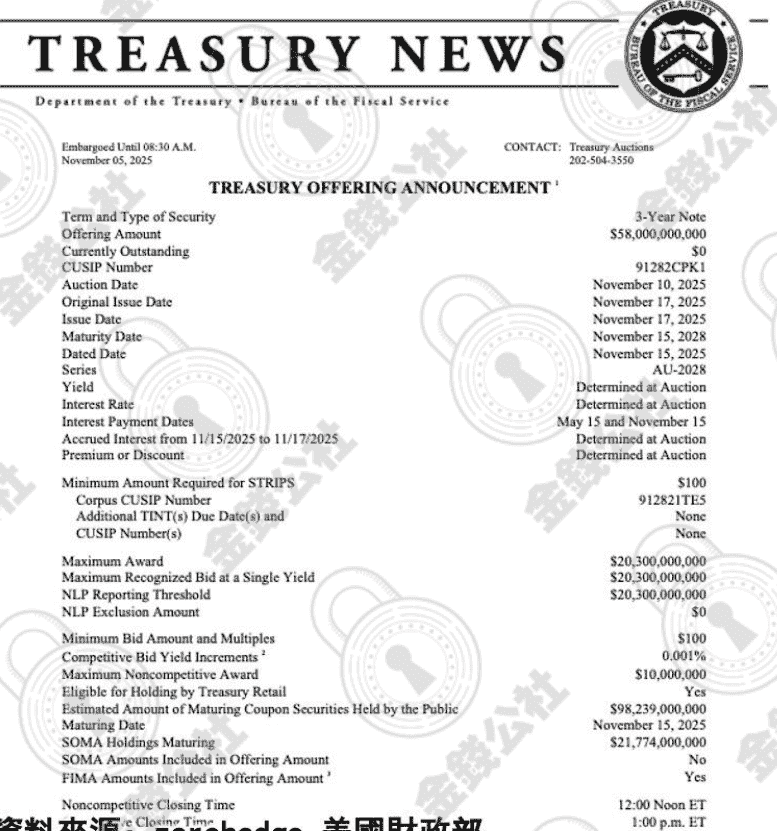 TREASURY NEWS
Department of the Treasury • Bureau of the Fiscal Service
TREASURY
BUREAU OF THE FISCAL SERVICE
Embargoed Until 08:30 A.M.
November 05, 2025
CONTACT: Treasury Auctions
202-504-3550
TREASURY OFFERING ANNOUNCEMENT ¹
Term and Type of Security 3-Year Note
Offering Amount $58,000,000,000
Currently Outstanding $0
CUSIP Number 91282CPK1
Auction Date November 10, 2025
Original Issue Date November 17, 2025
Issue Date November 17, 2025
Maturity Date November 15, 2028
Dated Date November 15, 2025
Series AU-2028
Yield Determined at Auction
Interest Rate Determined at Auction
Interest Payment Dates May 15 and November 15
Accrued Interest from 11/15/2025 to 11/17/2025 Determined at Auction
Premium or Discount Determined at Auction
Minimum Amount Required for STRIPS $100
Corpus CUSIP Number 912821TE5
Additional TINT(s) Due Date(s) and None
CUSIP Number(s) None
Maximum Award $20,300,000,000
Maximum Recognized Bid at a Single Yield $20,300,000,000
NLP Reporting Threshold $20,300,000,000
NLP Exclusion Amount $0
Minimum Bid Amount and Multiples $100
Competitive Bid Yield Increments ² 0.001%
Maximum Noncompetitive Award $10,000,000
Eligible for Holding by Treasury Retail Yes
Estimated Amount of Maturing Coupon Securities Held by the Public $98,239,000,000
Maturing Date November 15, 2025
SOMA Holdings Maturing $21,774,000,000
SOMA Amounts Included in Offering Amount No
FIMA Amounts Included in Offering Amount ³ Yes
Noncompetitive Closing Time 12:00 Noon ET
Closing Time 1:00 p.m. ET
資料來源：zerohedge 美國財政部
金錢公社